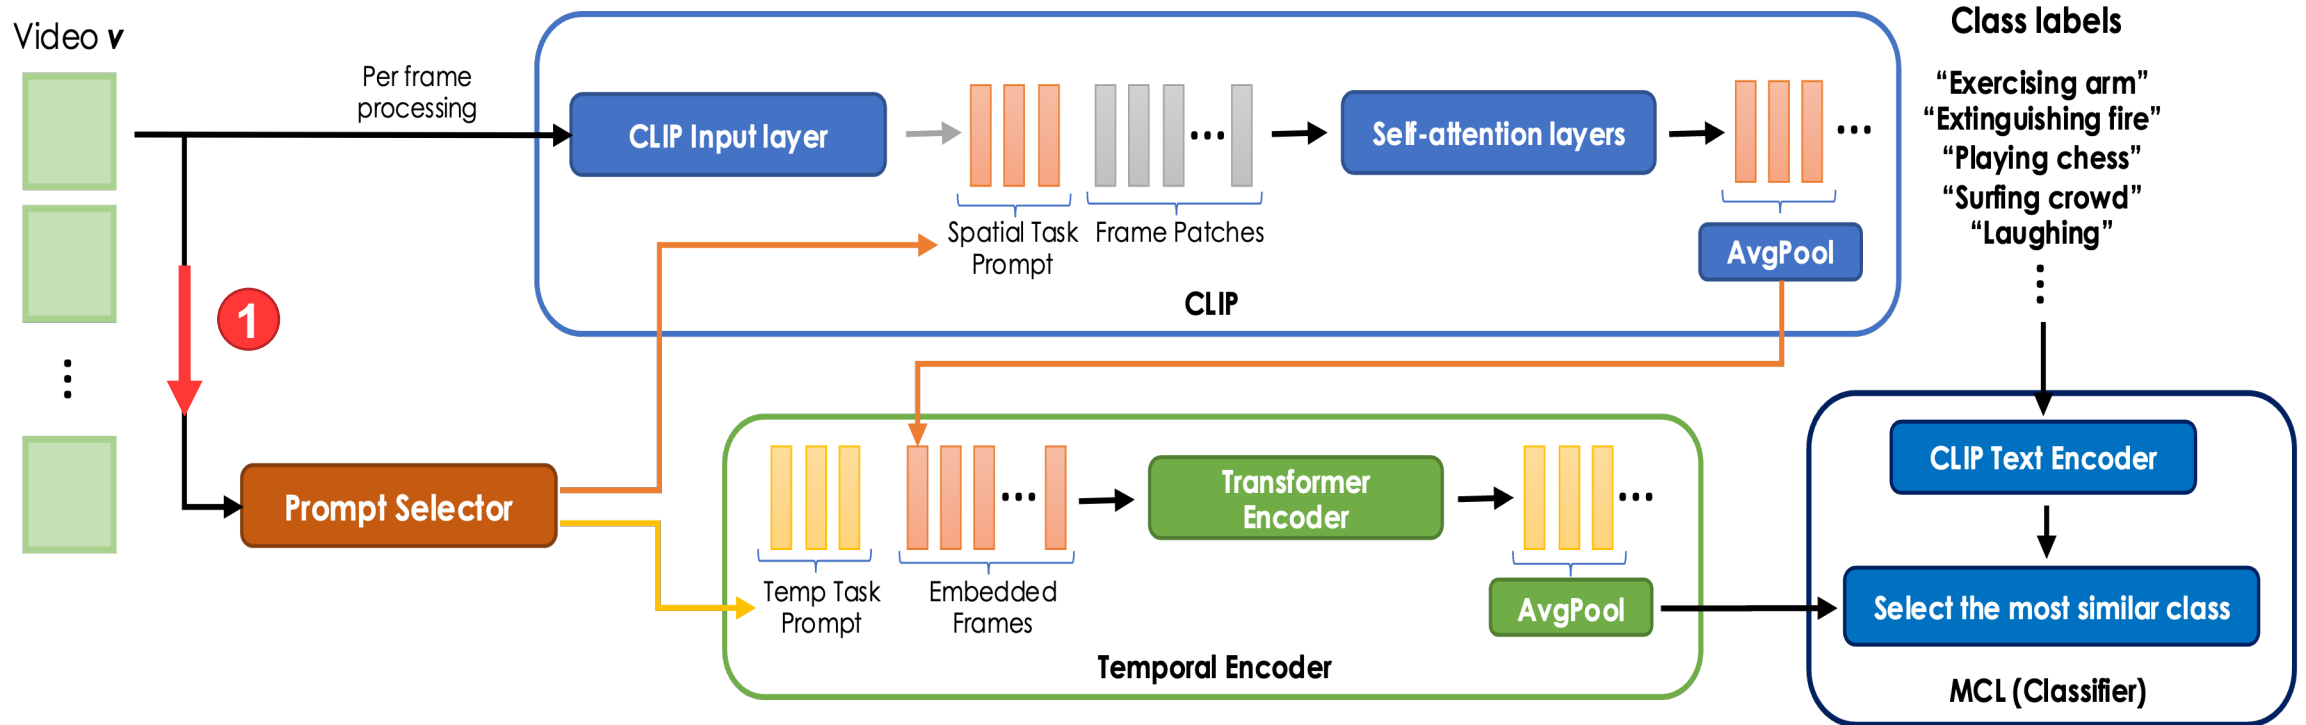 Video v
Per frame
processing
CLIP Input layer
Spatial Task
Prompt
Frame Patches
Self-attention layers
AvgPool
CLIP
Class labels
“Exercising arm”
“Extinguishing fire”
“Playing chess”
“Surfing crowd”
“Laughing”
1
Prompt Selector
Temp Task
Prompt
Embedded
Frames
Transformer
Encoder
AvgPool
Temporal Encoder
CLIP Text Encoder
Select the most similar class
MCL (Classifier)